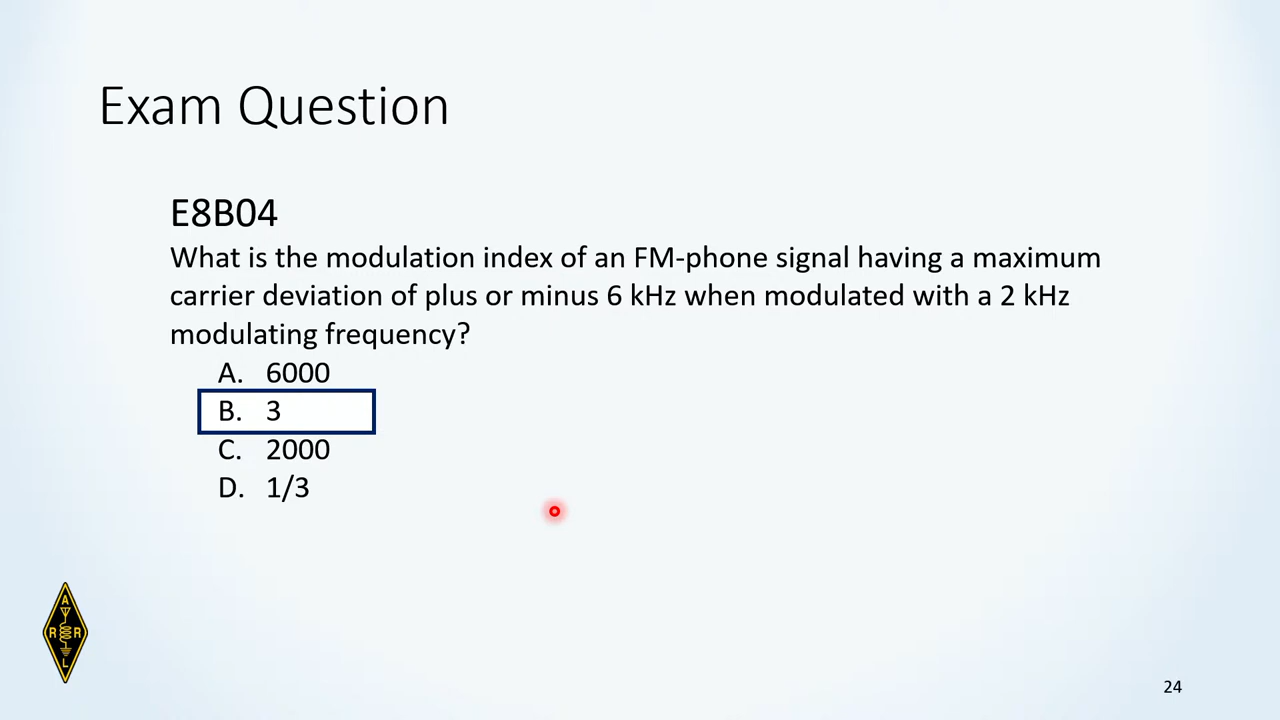 Exam Question
E8B04
What is the modulation index of an FM-phone signal having a maximum
carrier deviation of plus or minus 6 kHz when modulated with a 2 kHz
modulating frequency?
A. 6000
B. 3
C. 2000
D. 1/3
A
R R
L
24